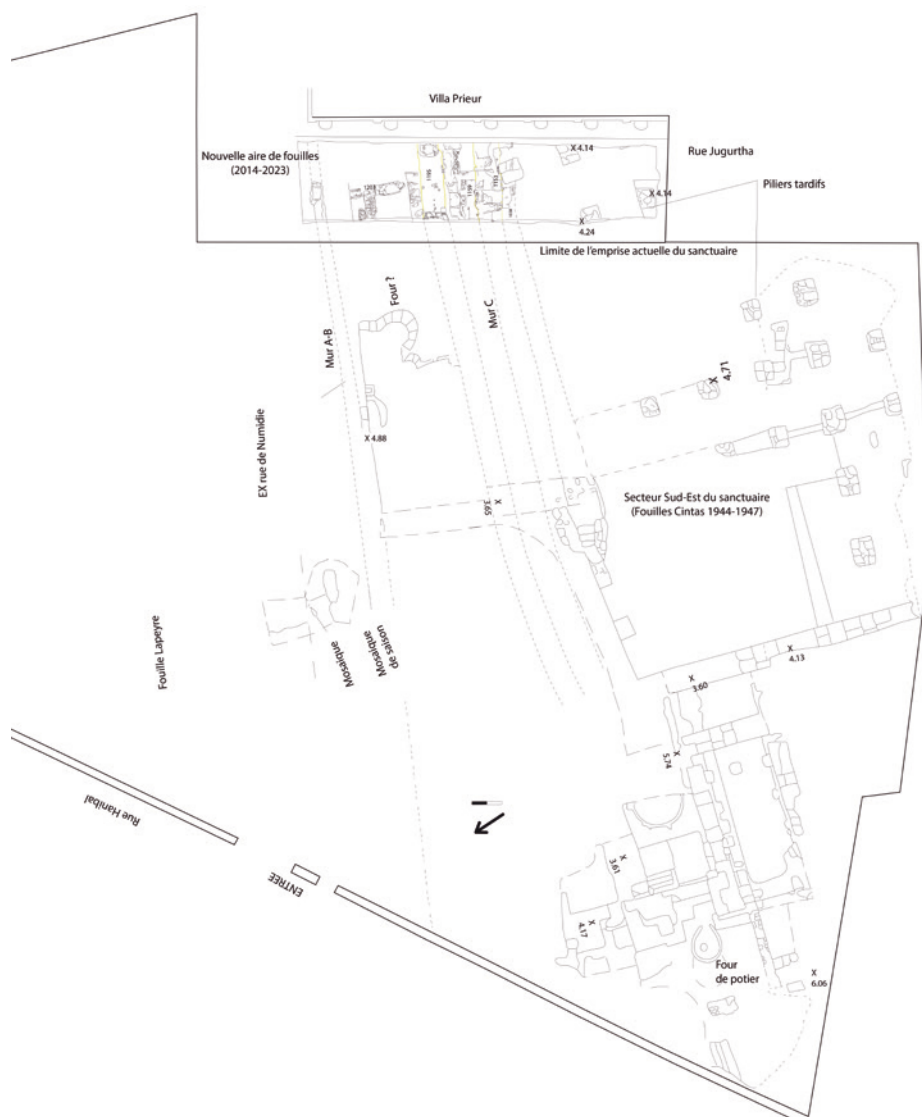 Villa Prieur
Nouvelle aire de fouilles
(2014-2023)
Rue Jugurtha
X 4.14
X 4.14
X
4.24
1203
1195
1153
Piliers tardifs
Limite de l'emprise actuelle du sanctuaire
Four ?
Mur A-B
Mur C
X
4.71
EX rue de Numidie
X 4.88
X
3.65
Secteur Sud-Est du sanctuaire
(Fouilles Cintas 1944-1947)
Fouille Lapeyre
Mosaïque
Mosaïque
de saison
X
4.13
X
3.60
X
5.74
Rue Hanibal
ENTREE
X
3.61
X
4.17
Four
de potier
X
6.06